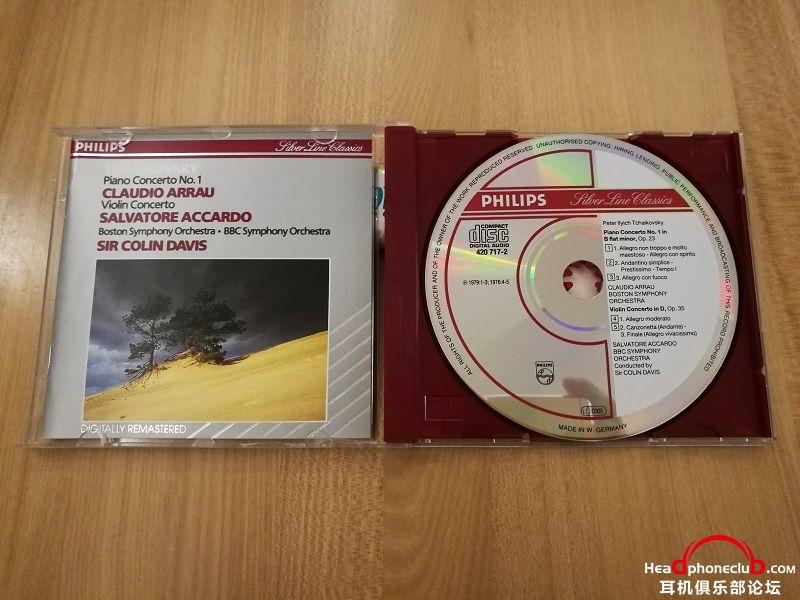 PHILIPS
Silver Line Classics
Piano Concerto No. 1
CLAUDIO ARRAU
Violin Concerto
SALVATORE ACCARDO
Boston Symphony Orchestra • BBC Symphony Orchestra
SIR COLIN DAVIS
DIGITALLY REMASTERED
ALL RIGHTS OF THE PRODUCER AND OF THE OWNER OF THE WORK REPRODUCED RESERVED. UNAUTHORISED COPYING, HIRING, LENDING, PUBLIC PERFORMANCE AND BROADCASTING OF THIS RECORD PROHIBITED
PHILIPS
Silver Line Classics
COMPACT
disc
DIGITAL AUDIO
420 717-2
℗ 1979:1-3; 1976:4-5
Peter Ilyich Tchaikovsky
Piano Concerto No. 1 in
B flat minor, Op. 23
1 1. Allegro non troppo e molto
maestoso - Allegro con spirito
2 2. Andantino simplice -
Prestissimo - Tempo I
3 3. Allegro con fuoco
CLAUDIO ARRAU
BOSTON SYMPHONY
ORCHESTRA
Violin Concerto in D, Op. 35
4 1. Allegro moderato
5 2. Canzonetta (Andante) -
3. Finale (Allegro vivacissimo)
SALVATORE ACCARDO
BBC SYMPHONY
ORCHESTRA
Conducted by
Sir COLIN DAVIS
PHILIPS
MADE IN W.-GERMANY
Headphoneclub.com
耳机俱乐部论坛